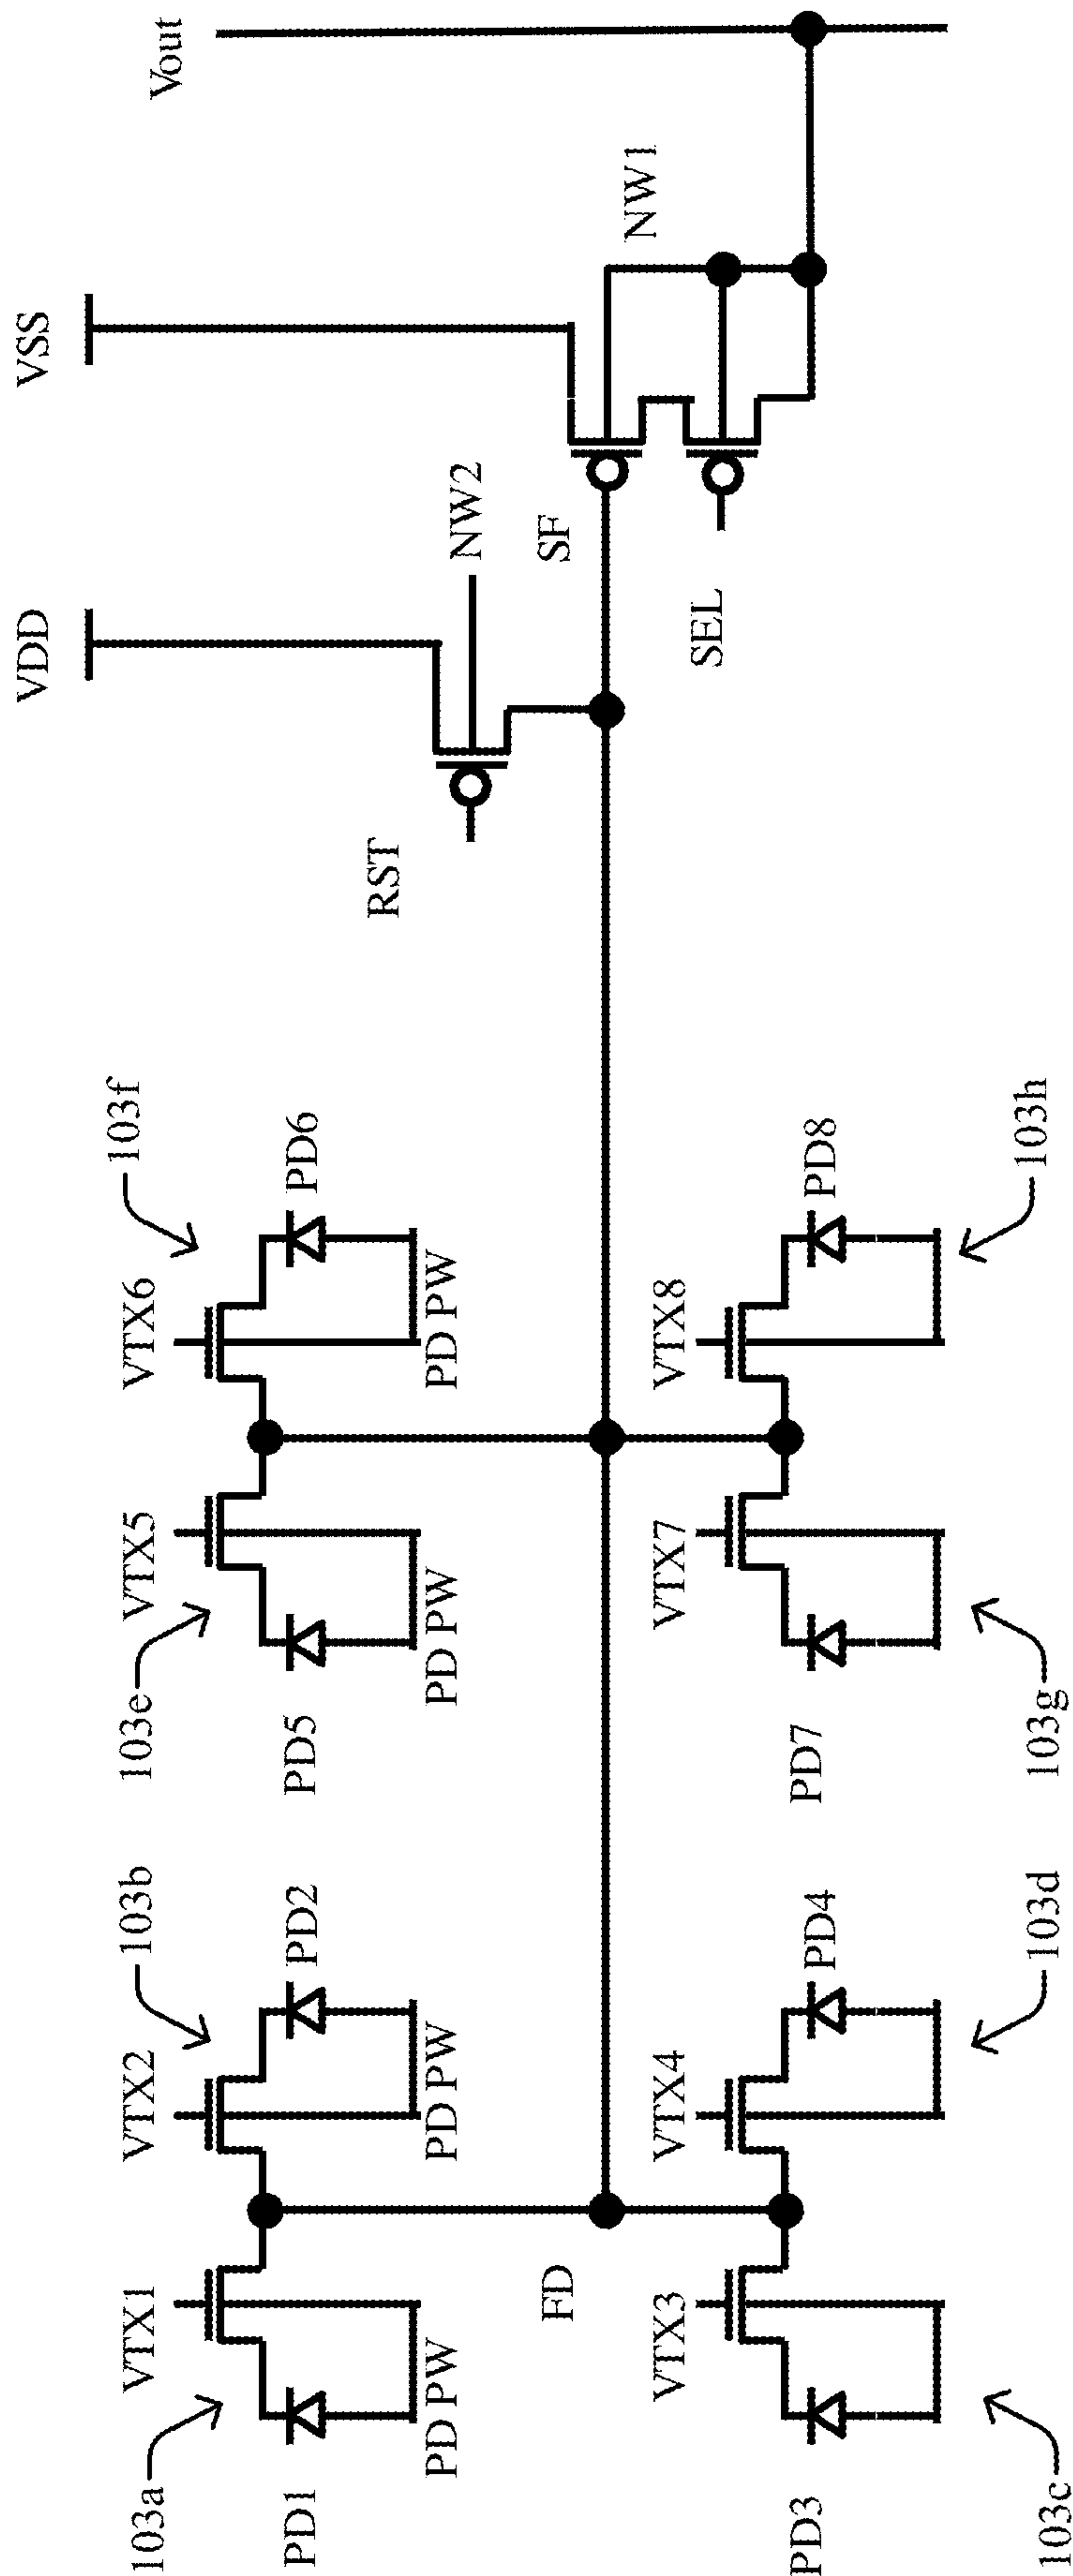 103a
VTX1
PD1
PD PW
VTX2
103b
PD2
PD PW
103e
VTX5
PD5
PD PW
VTX6
103f
PD6
PD PW
FD
VTX3
PD3
103c
VTX4
PD4
103d
VTX7
PD7
103g
VTX8
PD8
103h
VDD
RST
NW2
VSS
SF
SEL
NW1
Vout